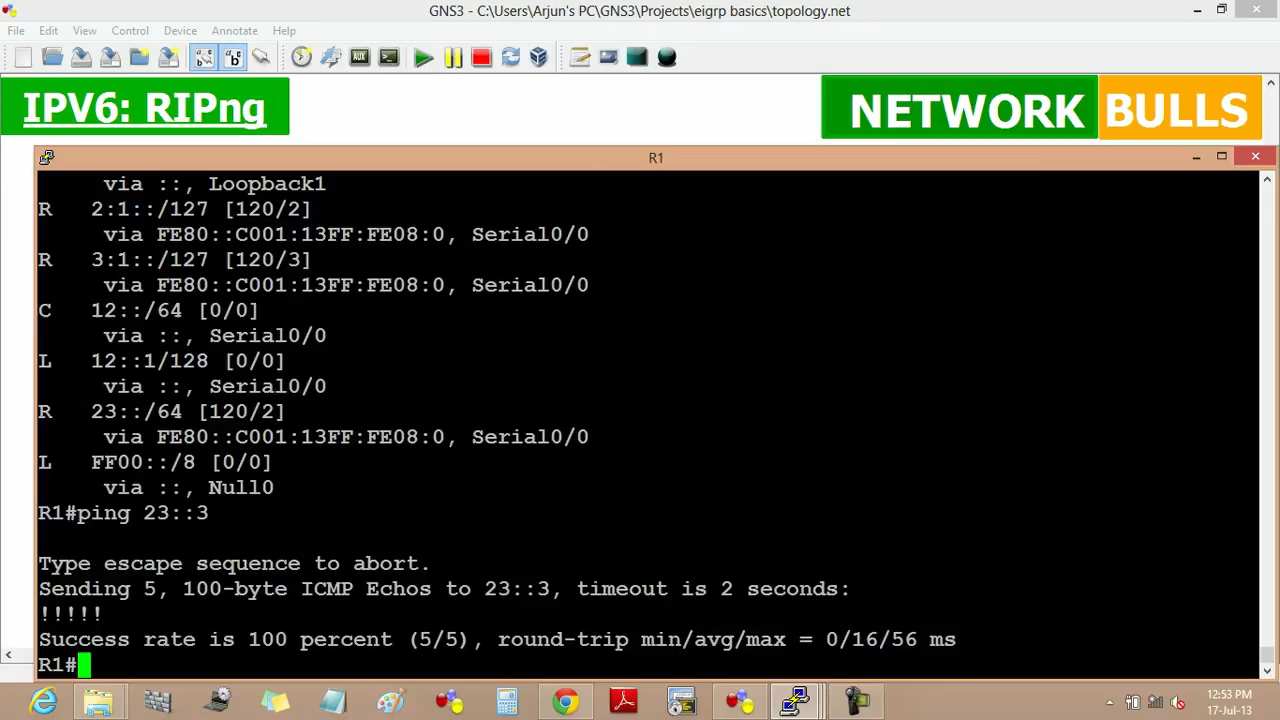 GNS3 - C:\Users\Arjun's PC\GNS3\Projects\eigrp basics\topology.net
File Edit View Control Device Annotate Help
IPV6: RIPng
NETWORK BULLS
R1
via ::, Loopback1
R 2:1::/127 [120/2]
via FE80::C001:13FF:FE08:0, Serial0/0
R 3:1::/127 [120/3]
via FE80::C001:13FF:FE08:0, Serial0/0
C 12::/64 [0/0]
via ::, Serial0/0
L 12::1/128 [0/0]
via ::, Serial0/0
R 23::/64 [120/2]
via FE80::C001:13FF:FE08:0, Serial0/0
L FF00::/8 [0/0]
via ::, Null0
R1#ping 23::3
Type escape sequence to abort.
Sending 5, 100-byte ICMP Echos to 23::3, timeout is 2 seconds:
!!!!!
Success rate is 100 percent (5/5), round-trip min/avg/max = 0/16/56 ms
R1#
12:53 PM
17-Jul-13